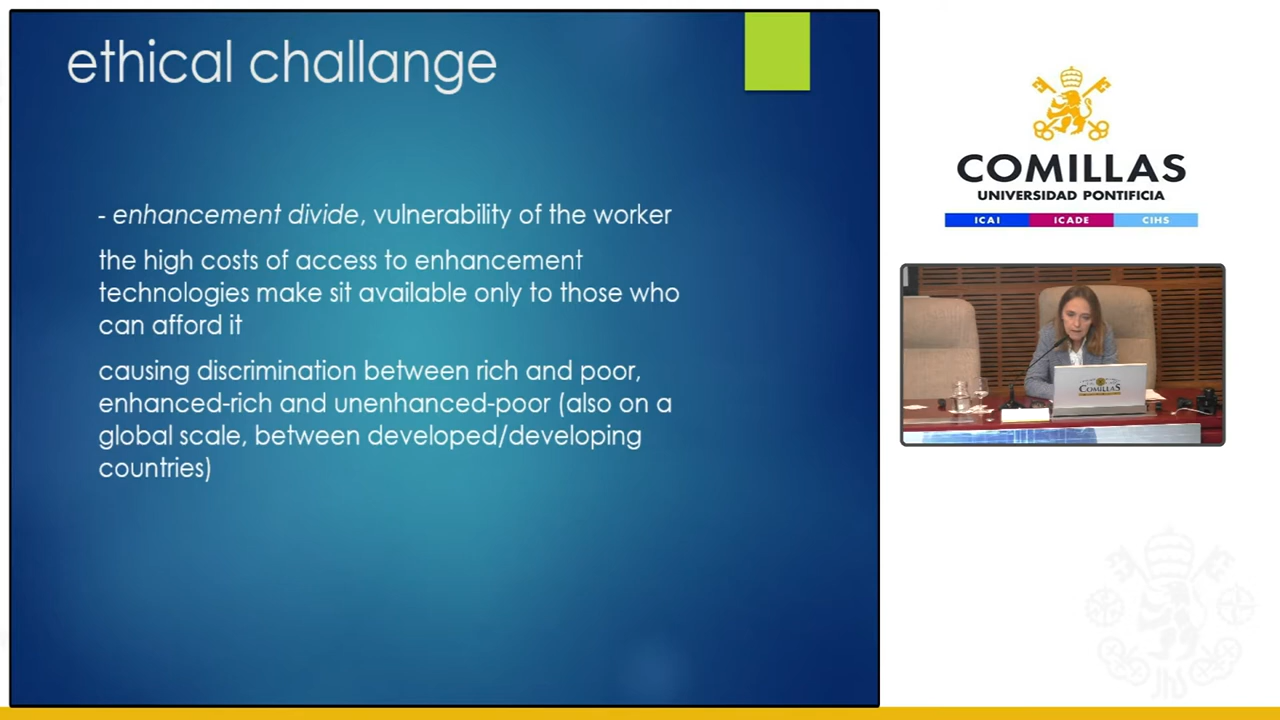 ethical challange
- enhancement divide, vulnerability of the worker
the high costs of access to enhancement
technologies make sit available only to those who
can afford it
causing discrimination between rich and poor,
enhanced-rich and unenhanced-poor (also on a
global scale, between developed/developing
countries)
COMILLAS
UNIVERSIDAD PONTIFICIA
ICAI ICADE CIHS
COMILLAS